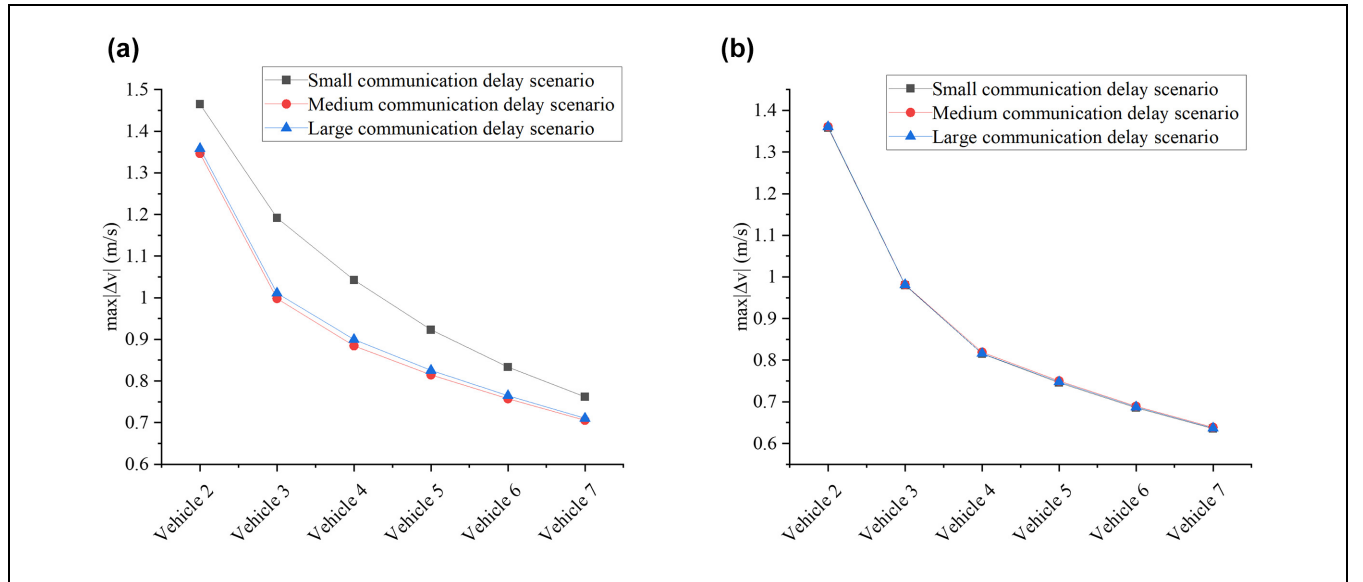 (a)
Small communication delay scenario
Medium communication delay scenario
Large communication delay scenario
1.5
1.4
1.3
1.2
1.1
1
0.9
0.8
0.7
0.6
max|Δv| (m/s)
Vehicle 2
Vehicle 3
Vehicle 4
Vehicle 5
Vehicle 6
Vehicle 7
(b)
Small communication delay scenario
Medium communication delay scenario
Large communication delay scenario
1.4
1.3
1.2
1.1
1
0.9
0.8
0.7
0.6
max|Δv| (m/s)
Vehicle 2
Vehicle 3
Vehicle 4
Vehicle 5
Vehicle 6
Vehicle 7